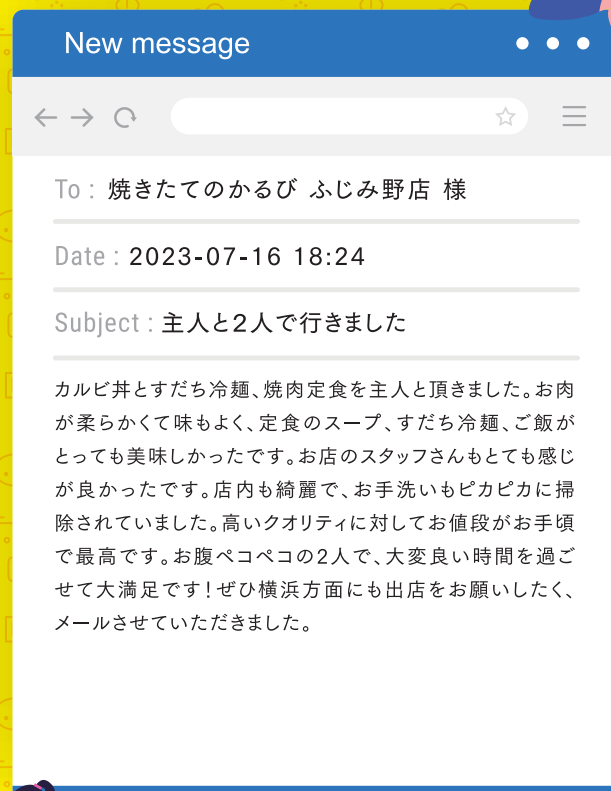 New message
To : 焼きたてのかるび ふじみ野店 様
Date : 2023-07-16 18:24
Subject : 主人と2人で行きました
カルビ丼とすだち冷麺、焼肉定食を主人と頂きました。お肉
が柔らかくて味もよく、定食のスープ、すだち冷麺、ご飯が
とっても美味しかったです。お店のスタッフさんもとても感じ
が良かったです。店内も綺麗で、お手洗いもピカピカに掃
除されていました。高いクオリティに対してお値段がお手頃
で最高です。お腹ペコペコの2人で、大変良い時間を過ご
せて大満足です！ぜひ横浜方面にも出店をお願いしたく、
メールさせていただきました。